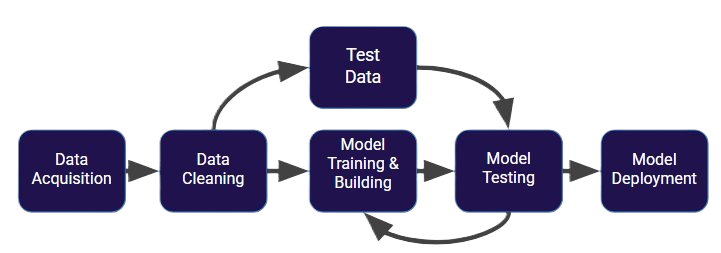 Test
Data
Data
Acquisition
Data
Cleaning
Model
Training &
Building
Model
Testing
Model
Deployment